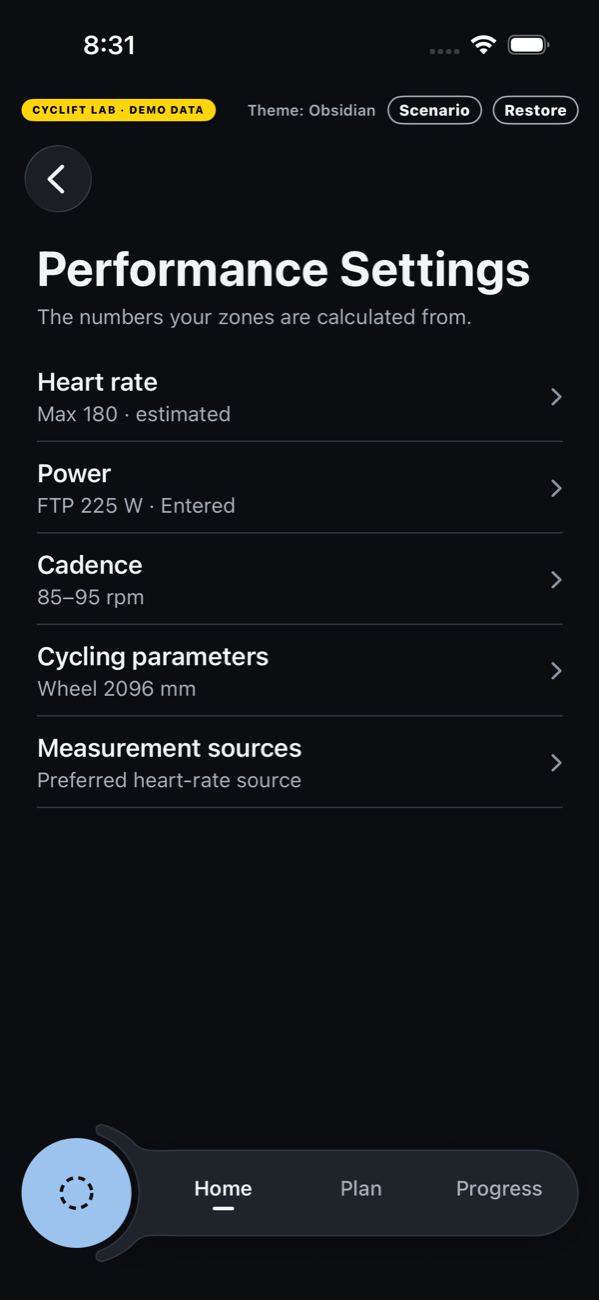 8:31
CYCLIFT LAB · DEMO DATA
Theme: Obsidian
Scenario
Restore
Performance Settings
The numbers your zones are calculated from.
Heart rate
Max 180 · estimated
Power
FTP 225 W · Entered
Cadence
85–95 rpm
Cycling parameters
Wheel 2096 mm
Measurement sources
Preferred heart-rate source
Home
Plan
Progress